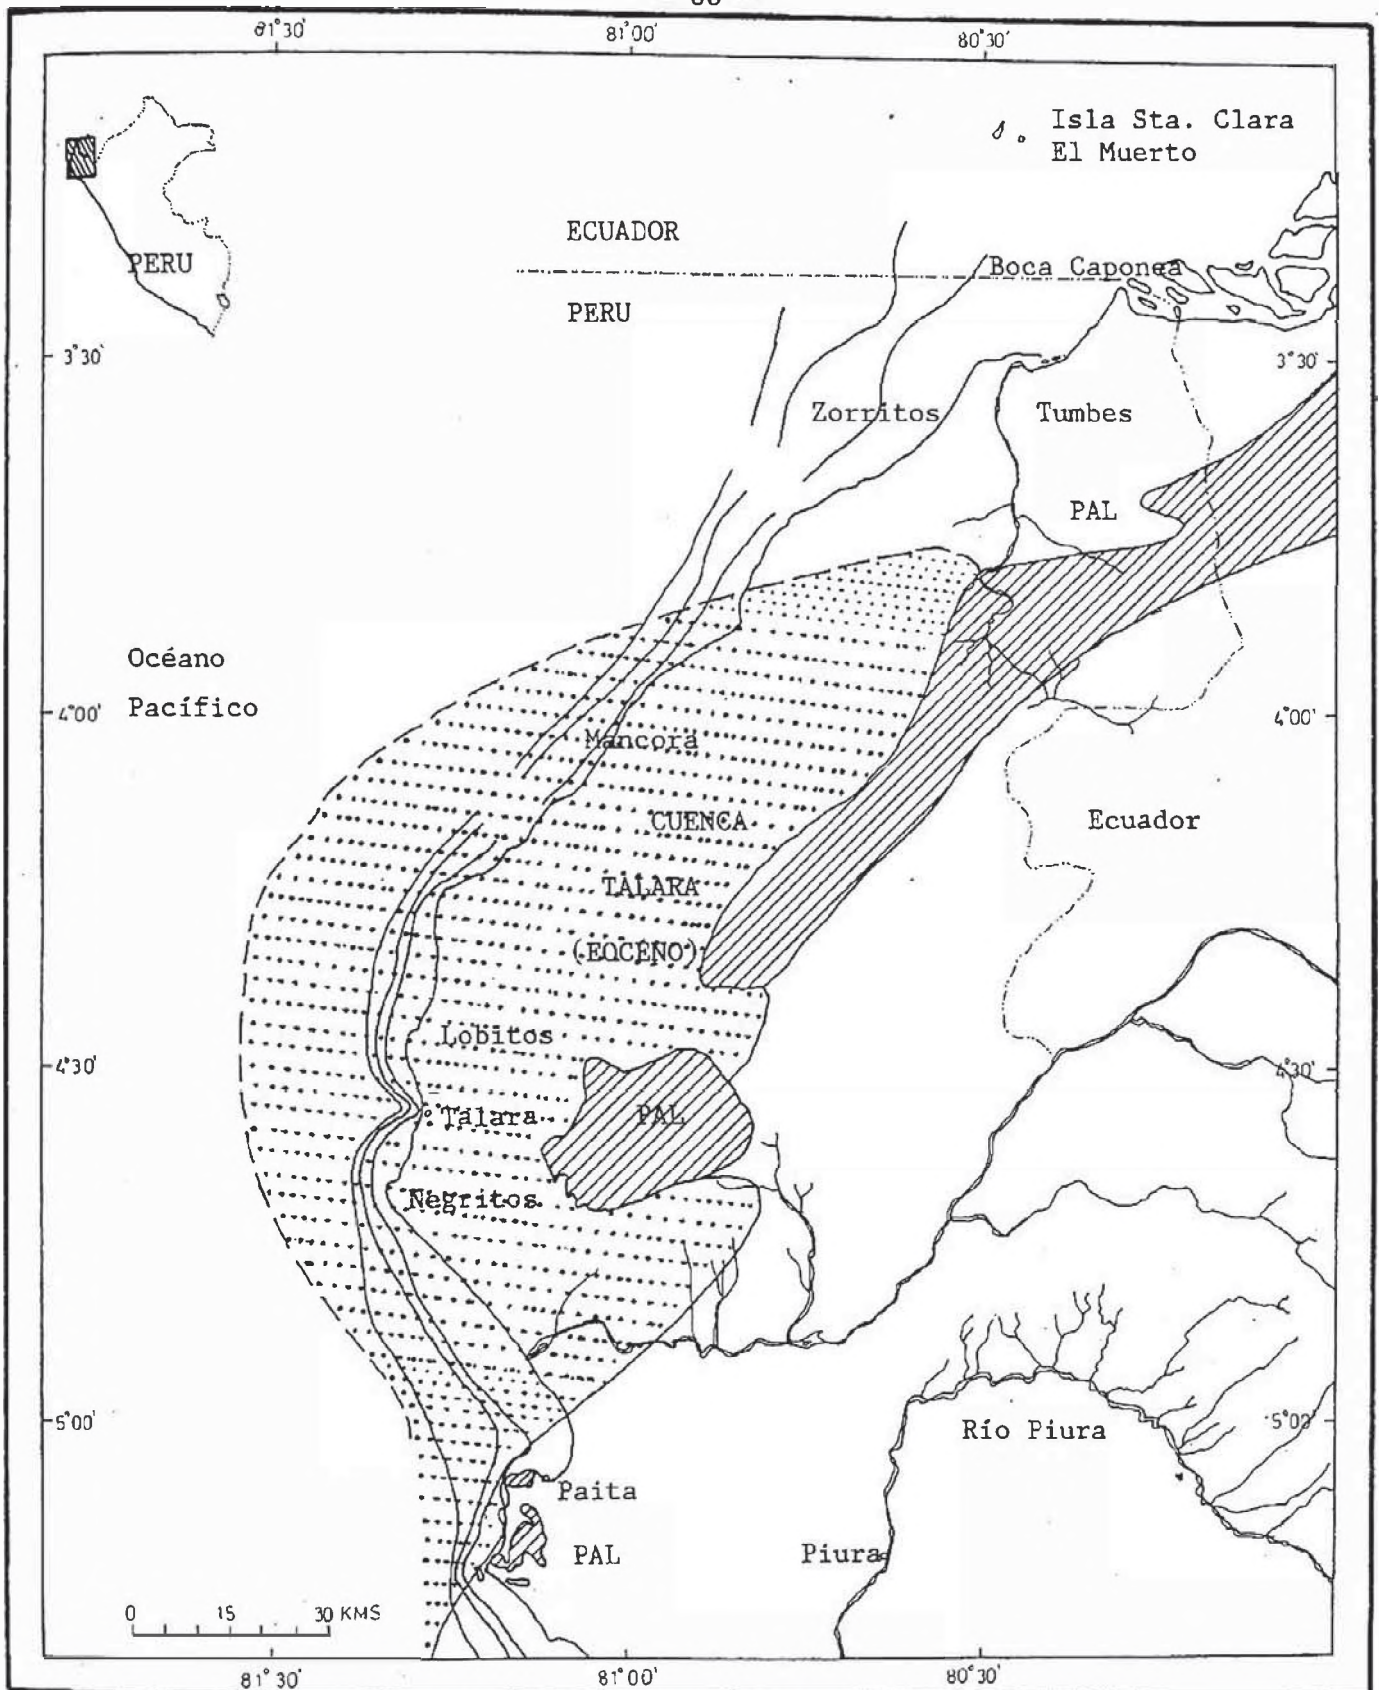 81°30'
81°00'
80°30'
Isla Sta. Clara
El Muerto
ECUADOR
Boca Capones
PERU
PERU
3°30'
3°30'
Zorritos
Tumbes
PAL
Océano
Pacífico
4°00'
4°00'
Máncora
CUENCA
Ecuador
TALARA
(EOCENO)
Lobitos
4°30'
4°30'
Talara
PAL
Negritos
5°00'
5°00'
Río Piura
Paita
PAL
Piura
0 15 30 KMS
81°30'
81°00'
80°30'